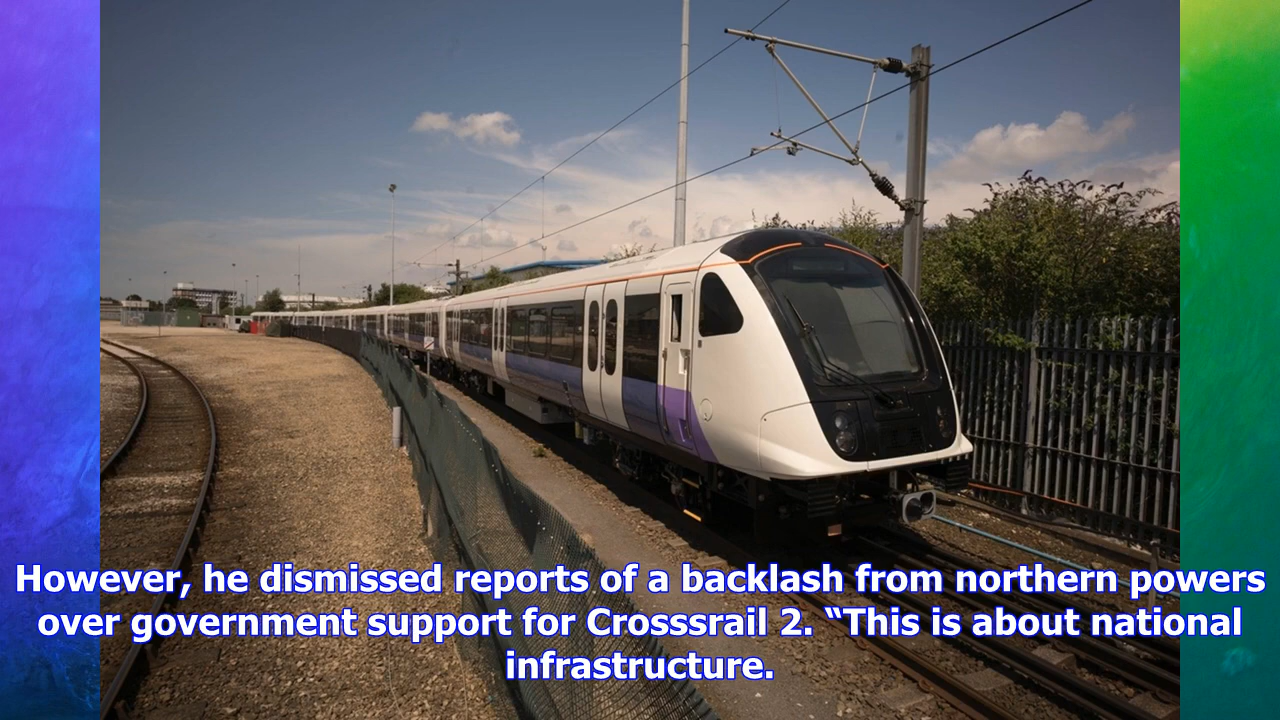 However, he dismissed reports of a backlash from northern powers
over government support for Crosssrail 2. “This is about national
infrastructure.